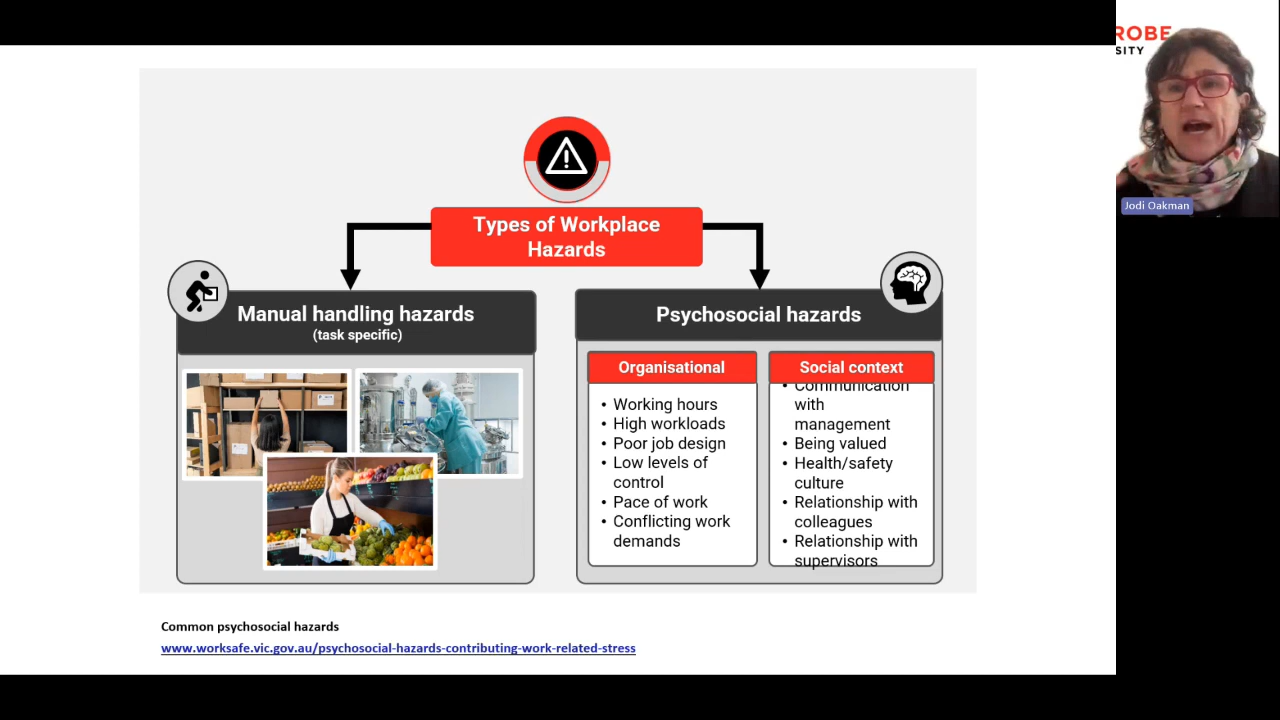 ROBE
SITY
Jodi Oakman
Types of Workplace
Hazards
Manual handling hazards
(task specific)
Psychosocial hazards
Organisational
• Working hours
• High workloads
• Poor job design
• Low levels of
control
• Pace of work
• Conflicting work
demands
Social context
• Communication
with
management
• Being valued
• Health/safety
culture
• Relationship with
colleagues
• Relationship with
supervisors
Common psychosocial hazards
www.worksafe.vic.gov.au/psychosocial-hazards-contributing-work-related-stress